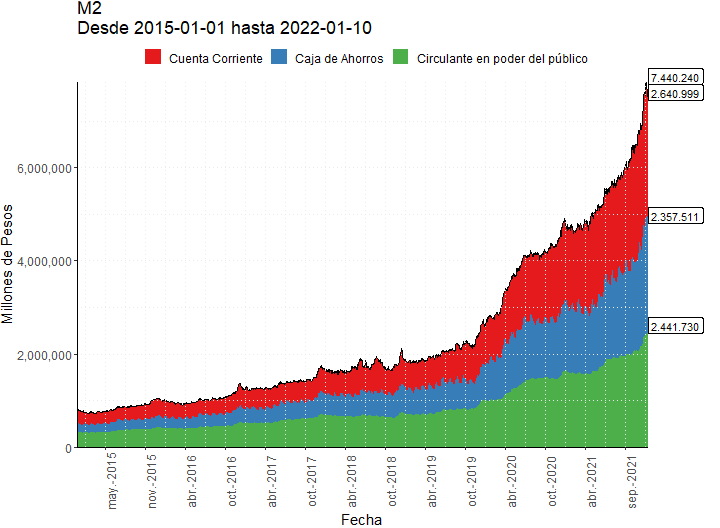 M2
Desde 2015-01-01 hasta 2022-01-10
Cuenta Corriente Caja de Ahorros Circulante en poder del público
7.440.240
2.640.999
6,000,000
2.357.511
4,000,000
2.441.730
2,000,000
0
Millones de Pesos
may.-2015 nov.-2015 abr.-2016 oct.-2016 abr.-2017 oct.-2017 abr.-2018 oct.-2018 abr.-2019 oct.-2019 abr.-2020 oct.-2020 abr.-2021 sep.-2021
Fecha